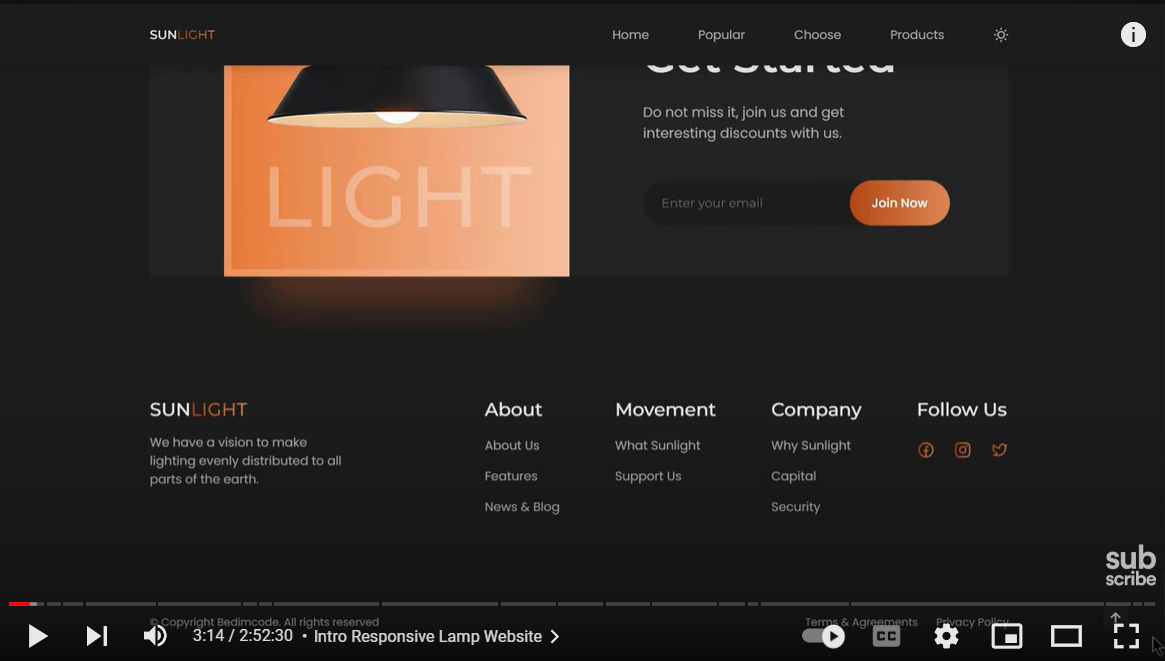 SUNLIGHT
Home
Popular
Choose
Products
Get Started
Do not miss it, join us and get
interesting discounts with us.
LIGHT
Enter your email
Join Now
SUNLIGHT
We have a vision to make
lighting evenly distributed to all
parts of the earth.
About
About Us
Features
News & Blog
Movement
What Sunlight
Support Us
Company
Why Sunlight
Capital
Security
Follow Us
sub
scribe
© Copyright Bedimcode. All rights reserved
Terms & Agreements
Privacy Policy
3:14 / 2:52:30 • Intro Responsive Lamp Website
CC